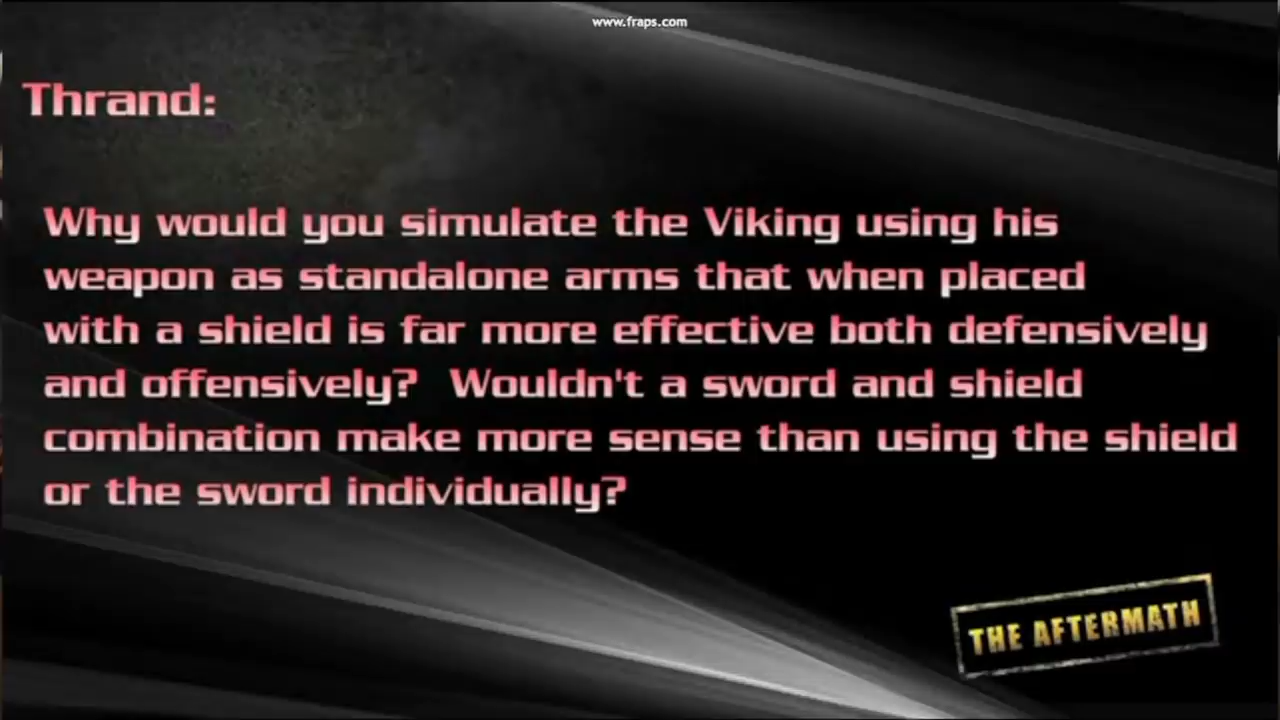 www.fraps.com
Thrand:
Why would you simulate the Viking using his
weapon as standalone arms that when placed
with a shield is far more effective both defensively
and offensively? Wouldn't a sword and shield
combination make more sense than using the shield
or the sword individually?
THE AFTERMATH